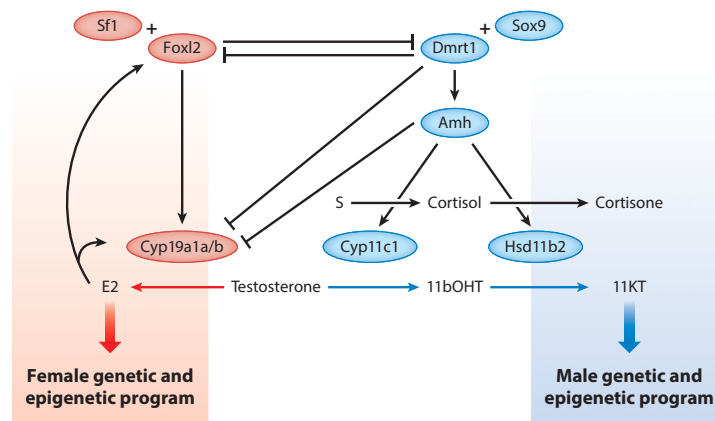 Sf1 + Sox9
+ Foxl2 Dmrt1
Amh
S Cortisol Cortisone
Cyp19a1a/b Cyp11c1 Hsd11b2
E2 Testosterone 11bOHT 11KT
Female genetic and
epigenetic program
Male genetic and
epigenetic program